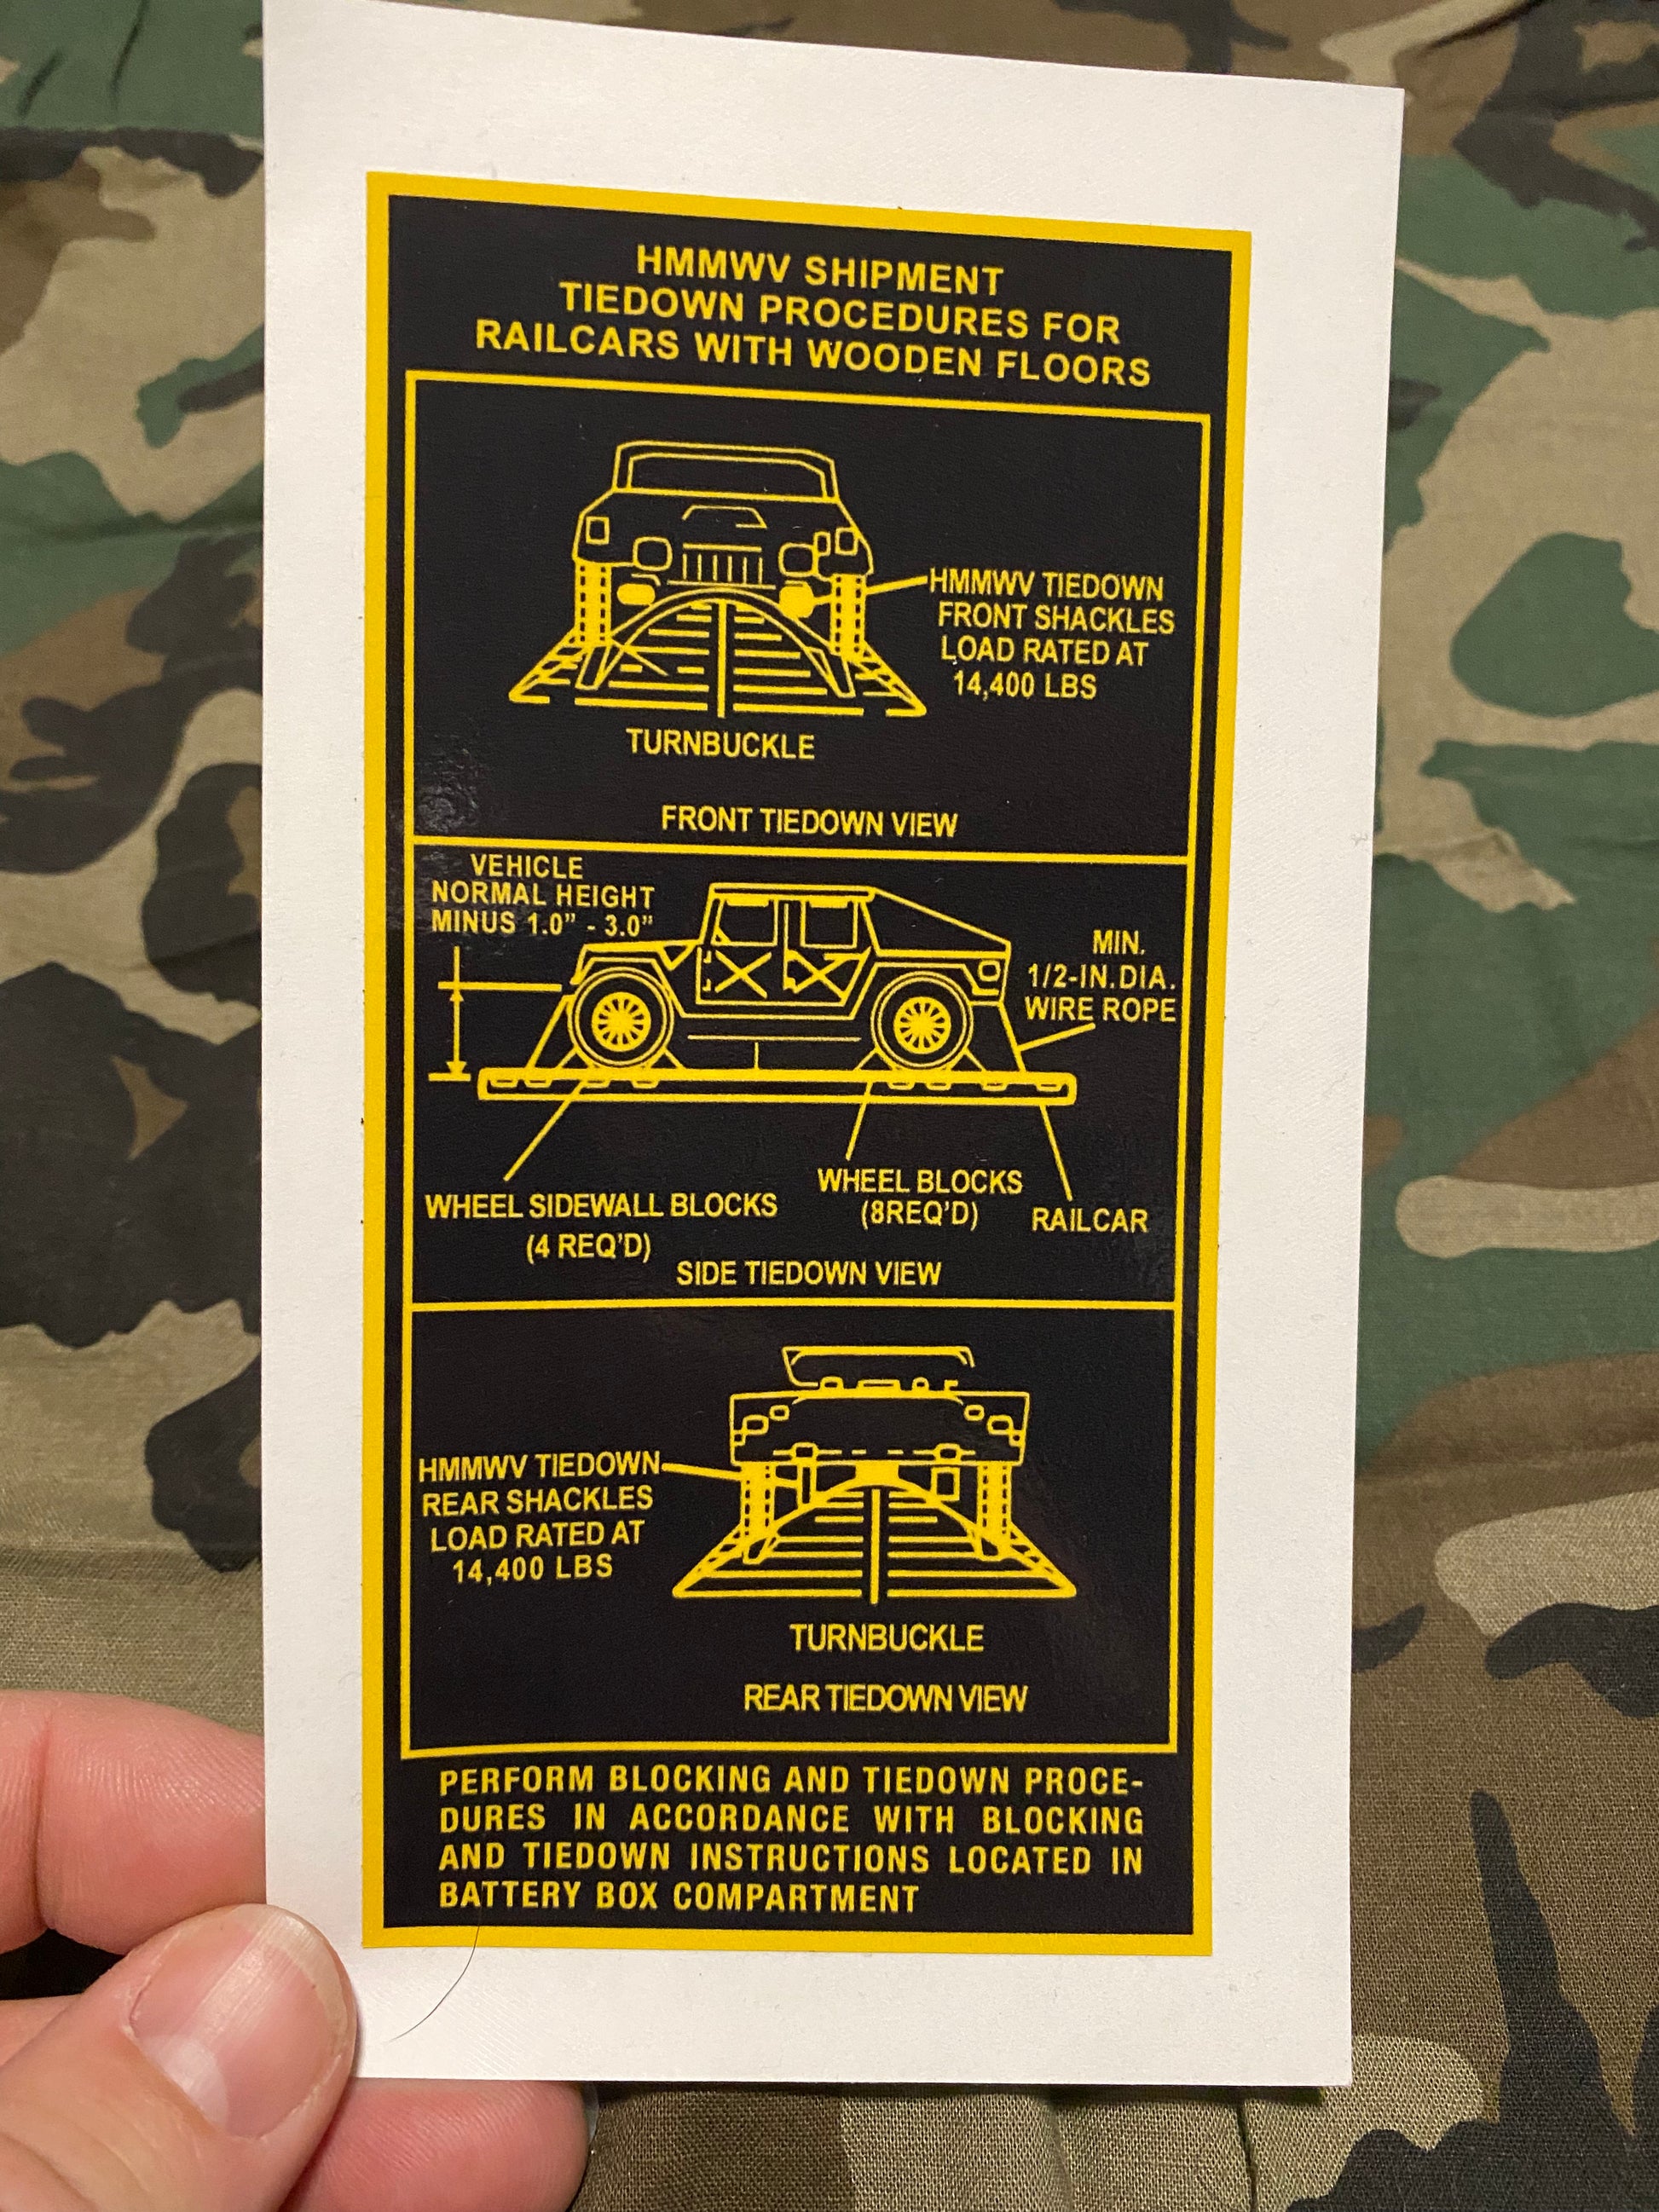 HMMWV SHIPMENT
TIEDOWN PROCEDURES FOR
RAILCARS WITH WOODEN FLOORS
HMMWV TIEDOWN
FRONT SHACKLES
LOAD RATED AT
14,400 LBS
TURNBUCKLE
FRONT TIEDOWN VIEW
VEHICLE
NORMAL HEIGHT
MINUS 1.0" - 3.0"
MIN.
1/2-IN.DIA.
WIRE ROPE
WHEEL SIDEWALL BLOCKS
(4 REQ'D)
WHEEL BLOCKS
(8REQ'D)
RAILCAR
SIDE TIEDOWN VIEW
HMMWV TIEDOWN
REAR SHACKLES
LOAD RATED AT
14,400 LBS
TURNBUCKLE
REAR TIEDOWN VIEW
PERFORM BLOCKING AND TIEDOWN PROCE-
DURES IN ACCORDANCE WITH BLOCKING
AND TIEDOWN INSTRUCTIONS LOCATED IN
BATTERY BOX COMPARTMENT